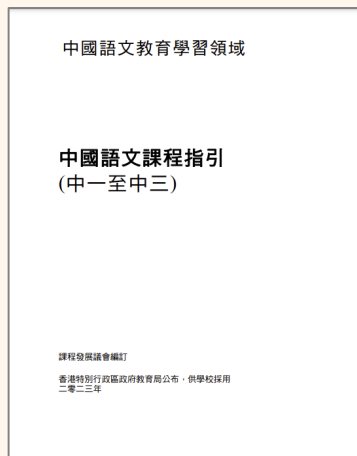 中國語文教育學習領域
中國語文課程指引
(中一至中三)
課程發展議會編訂
香港特別行政區政府教育局公布，供學校採用
二零二三年